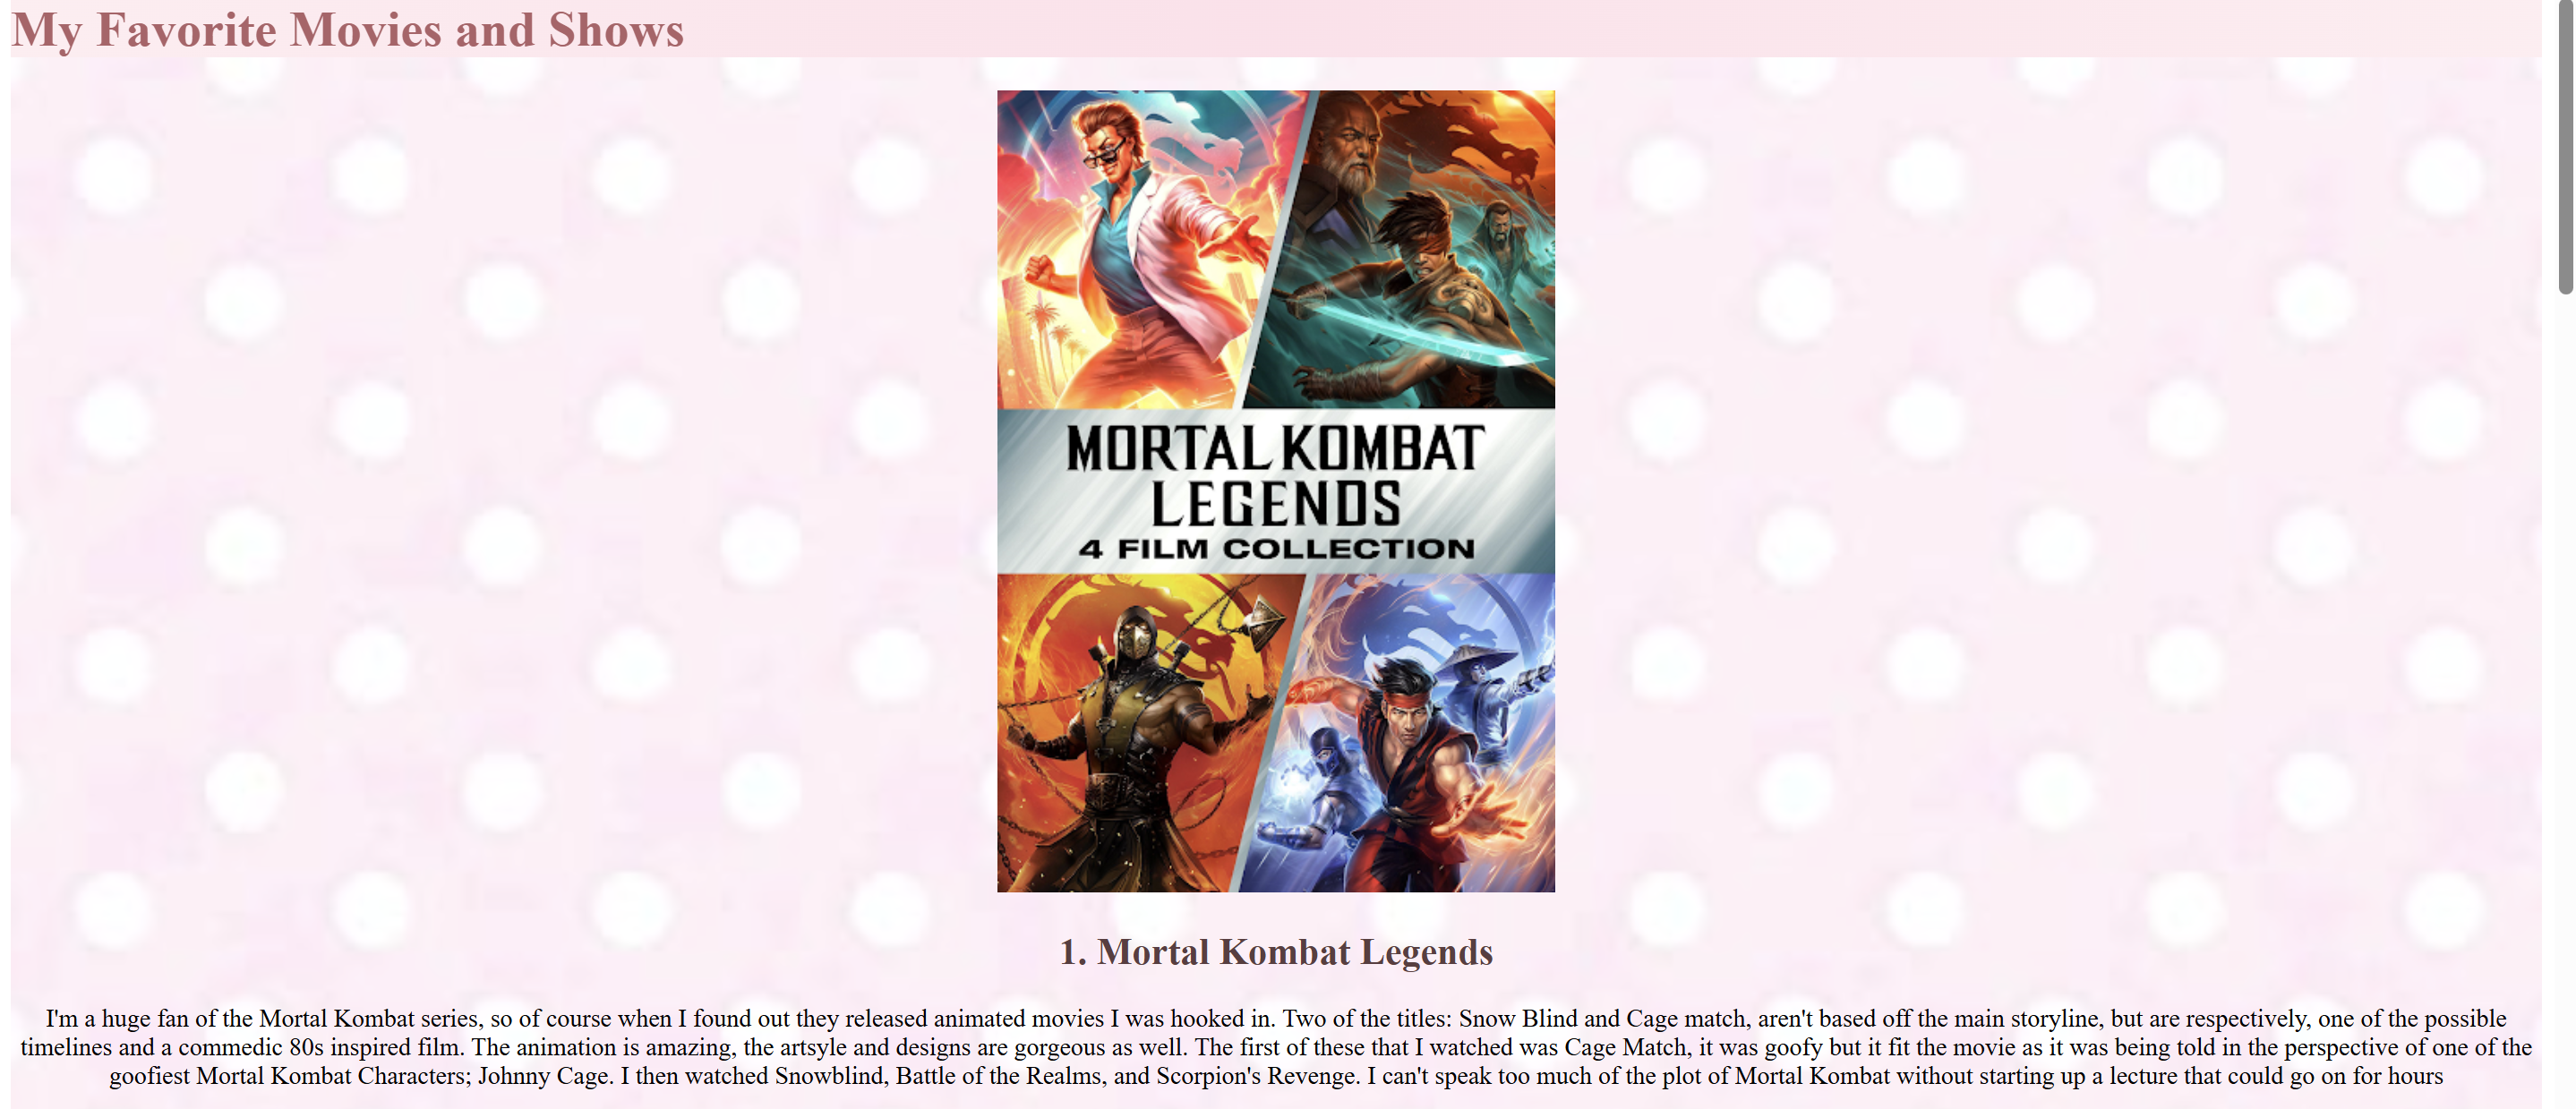 My Favorite Movies and Shows
MORTAL KOMBAT
LEGENDS
4 FILM COLLECTION
1. Mortal Kombat Legends
I'm a huge fan of the Mortal Kombat series, so of course when I found out they released animated movies I was hooked in. Two of the titles: Snow Blind and Cage match, aren't based off the main storyline, but are respectively, one of the possible
timelines and a commedic 80s inspired film. The animation is amazing, the artsyle and designs are gorgeous as well. The first of these that I watched was Cage Match, it was goofy but it fit the movie as it was being told in the perspective of one of the
goofiest Mortal Kombat Characters; Johnny Cage. I then watched Snowblind, Battle of the Realms, and Scorpion's Revenge. I can't speak too much of the plot of Mortal Kombat without starting up a lecture that could go on for hours